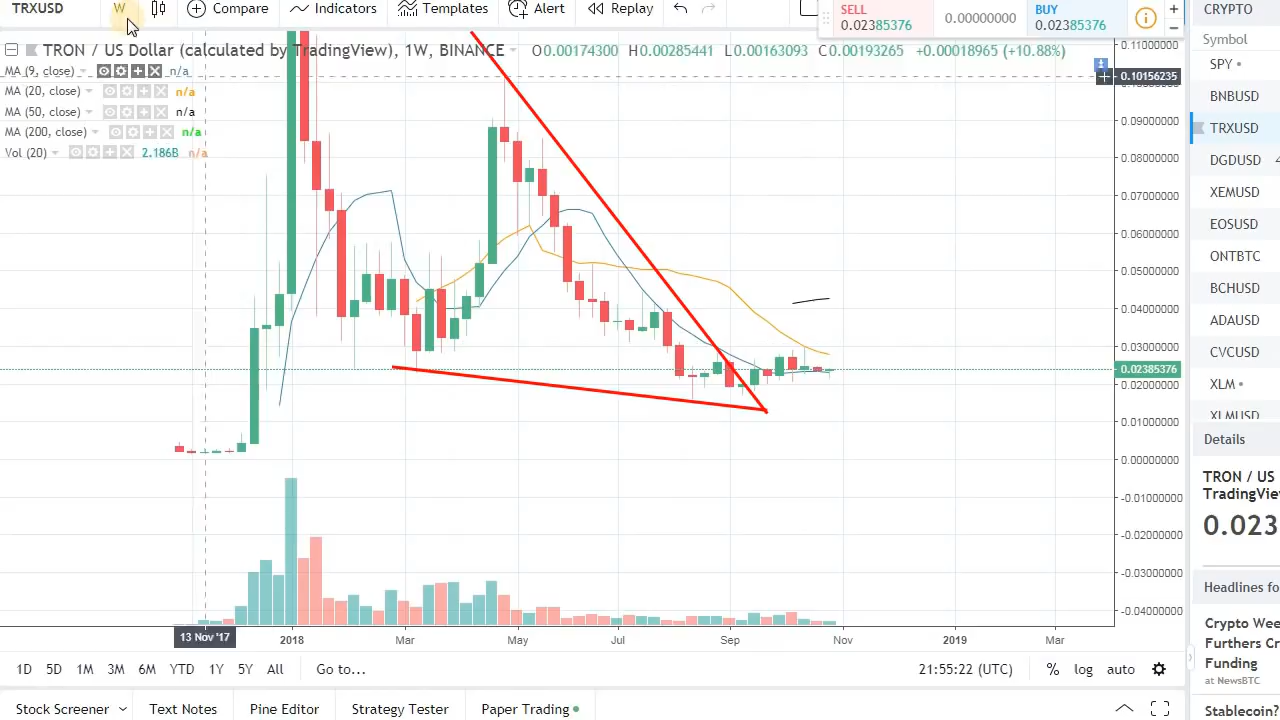 TRXUSD W Compare Indicators Templates Alert Replay
SELL
0.02385376
0.00000000
BUY
0.02385376
TRON / US Dollar (calculated by TradingView), 1W, BINANCE O0.00174300 H0.00285441 L0.00163093 C0.00193265 +0.00018965 (+10.88%)
MA (9, close) n/a
MA (20, close) n/a
MA (50, close) n/a
MA (200, close) n/a
Vol (20) 2.186B n/a
0.11000000
0.10156235
0.09000000
0.08000000
0.07000000
0.06000000
0.05000000
0.04000000
0.03000000
0.02385376
0.02000000
0.01000000
0.00000000
-0.01000000
-0.02000000
-0.03000000
-0.04000000
13 Nov '17 2018 Mar May Jul Sep Nov 2019 Mar
1D 5D 1M 3M 6M YTD 1Y 5Y All Go to... 21:55:22 (UTC) % log auto
Stock Screener Text Notes Pine Editor Strategy Tester Paper Trading
CRYPTO
Symbol
SPY
BNBUSD
TRXUSD
DGDUSD 4
XEMUSD
EOSUSD
ONTBTC
BCHUSD
ADAUSD
CVCUSD
XLM
XLMUSD
Details
TRON / US
TradingVie
0.023
Headlines fo
Crypto Wee
Furthers Cr
Funding
at NewsBTC
Stablecoin?